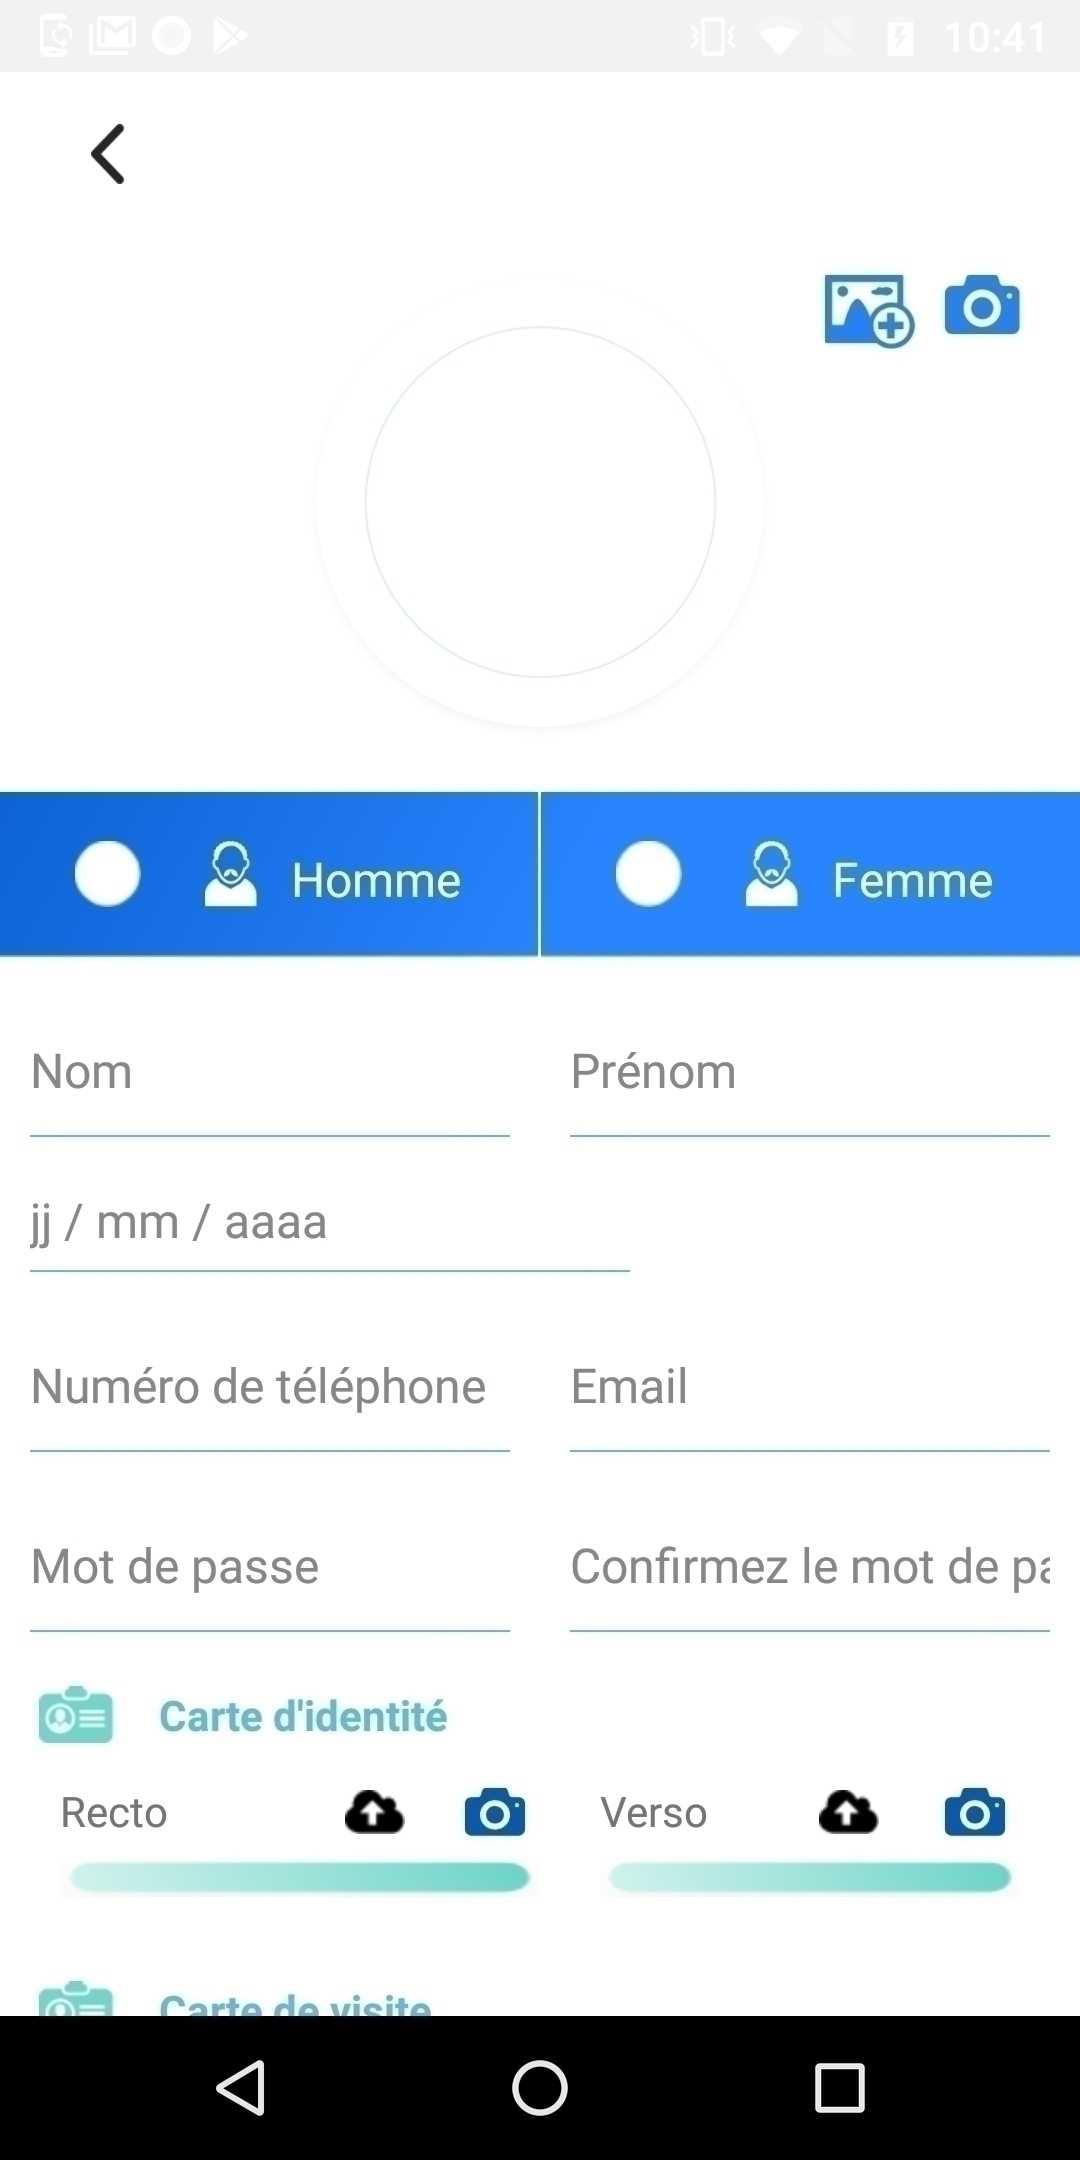 10:41
Homme Femme
Nom Prénom
jj / mm / aaaa
Numéro de téléphone Email
Mot de passe Confirmez le mot de pa
Carte d'identité
Recto Verso
Carte de visite